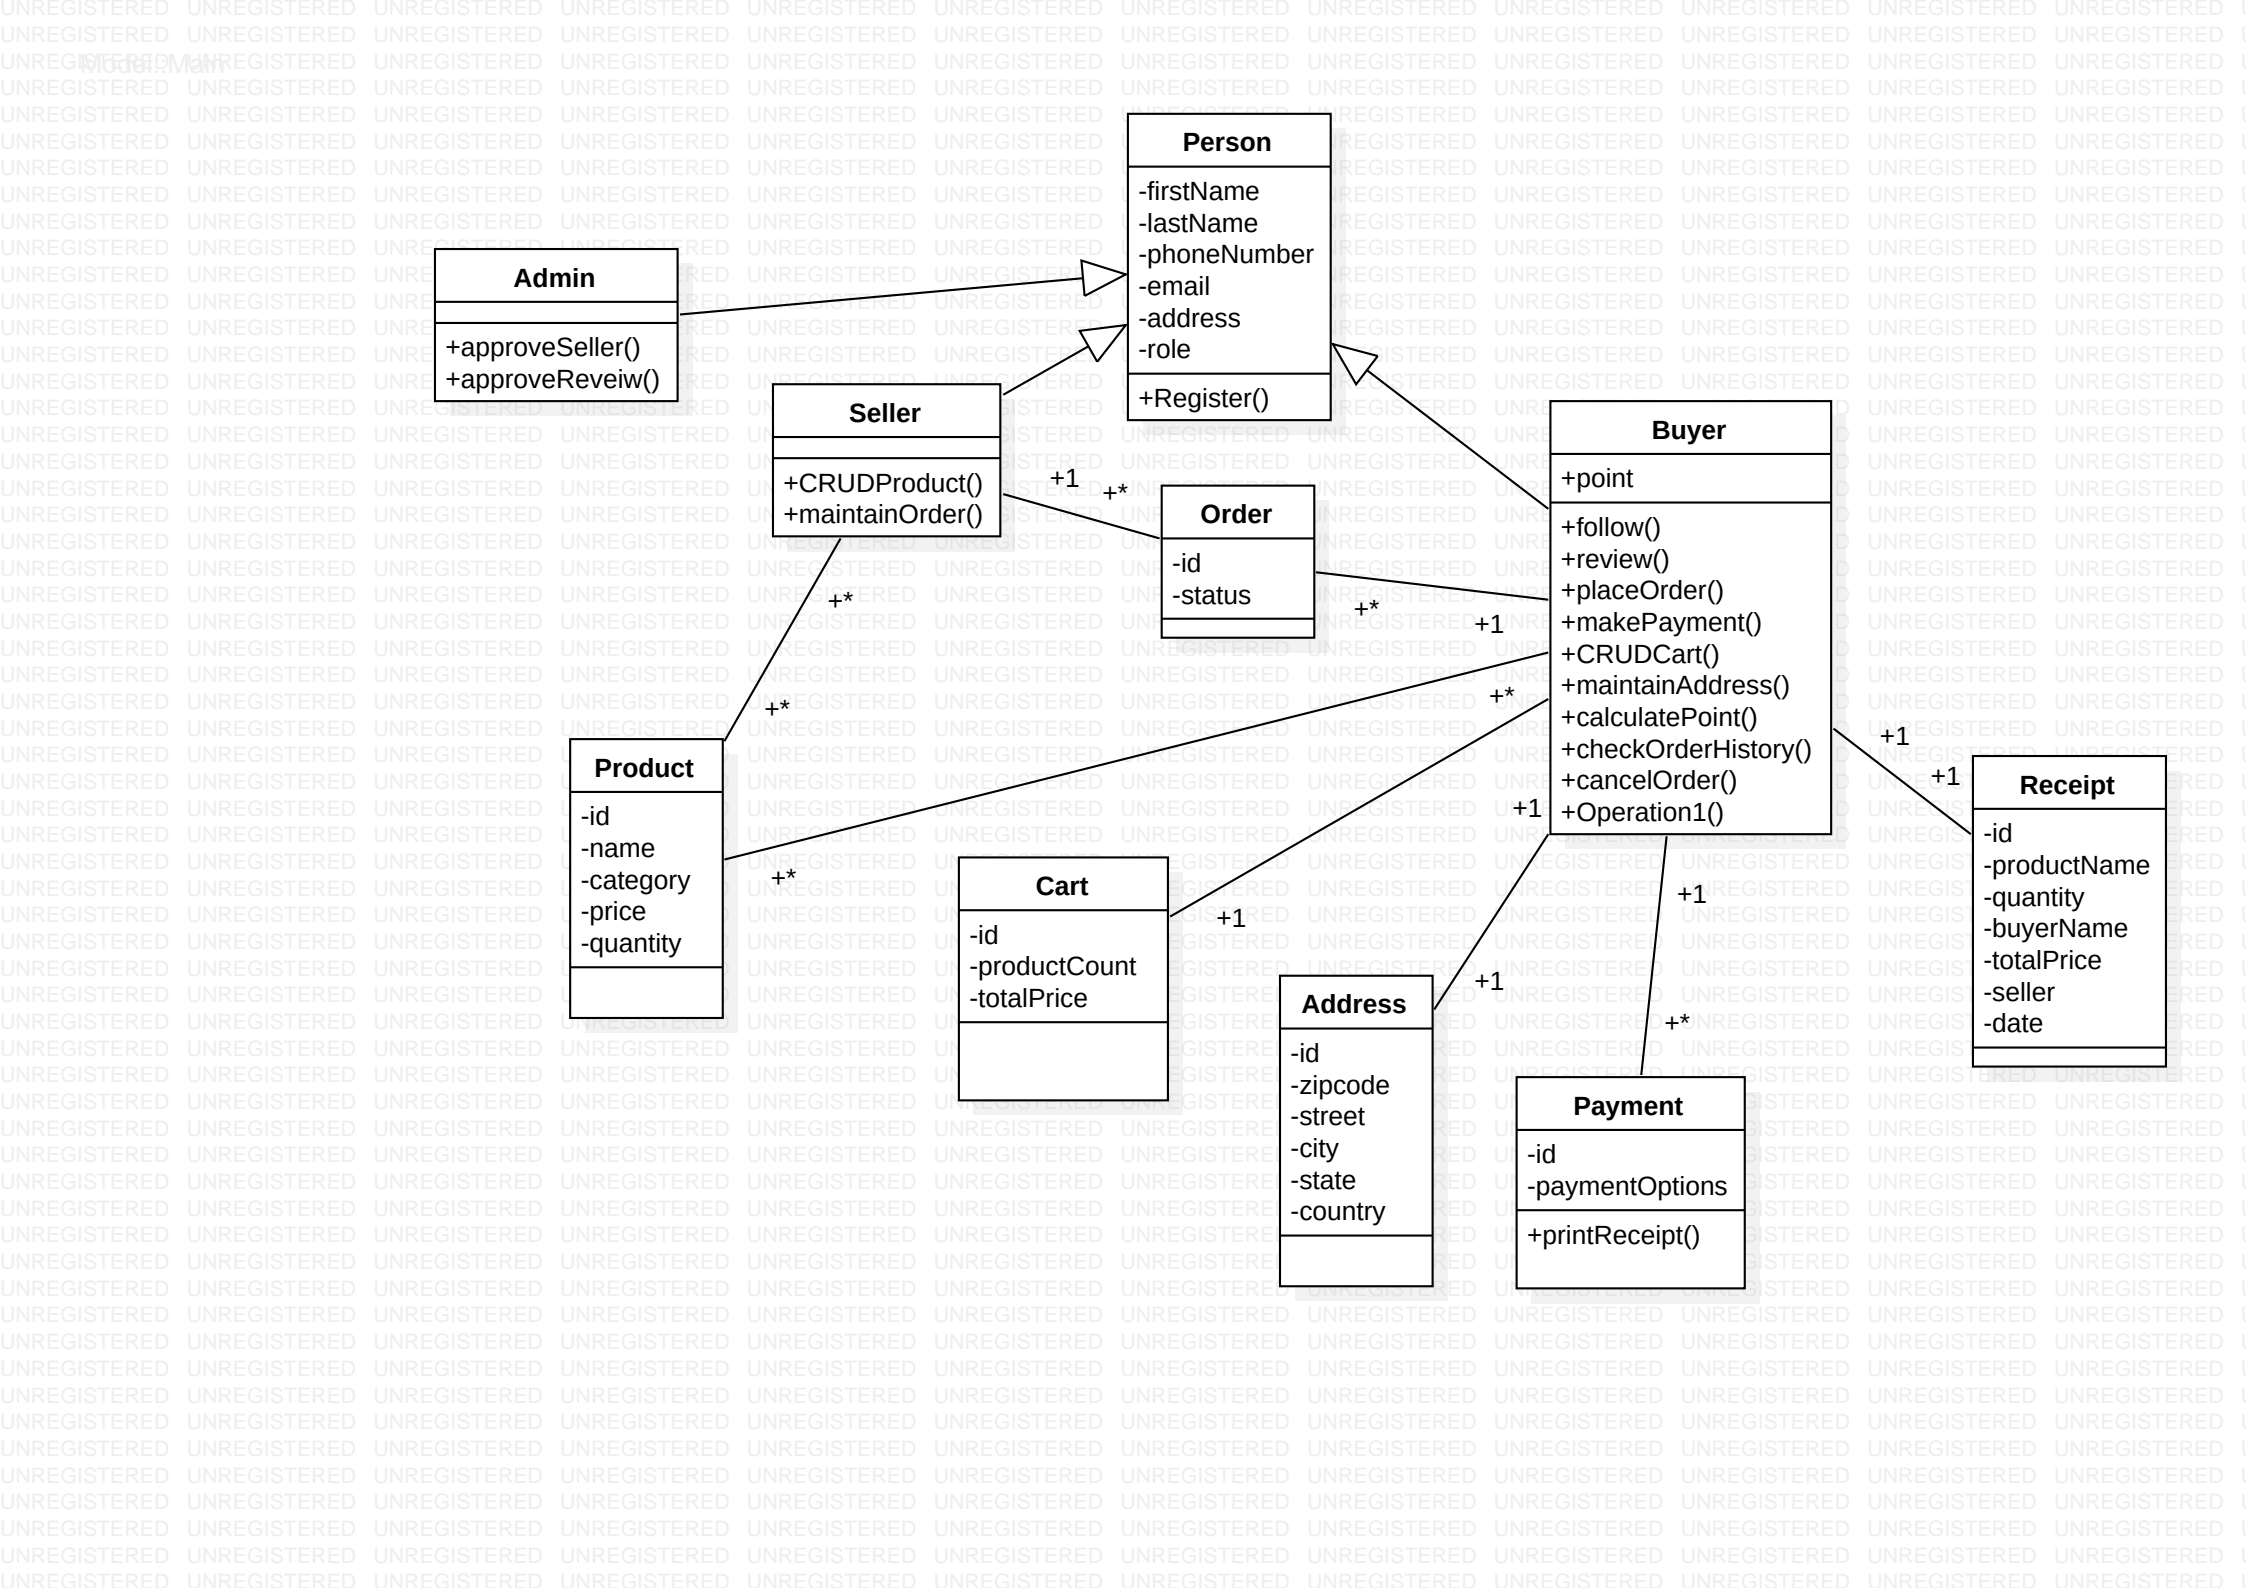 Model::Main
Person
-firstName
-lastName
-phoneNumber
-email
-address
-role
+Register()
Admin
+approveSeller()
+approveReveiw()
Seller
+CRUDProduct()
+maintainOrder()
+1
+*
Order
-id
-status
+*
+1
Buyer
+point
+follow()
+review()
+placeOrder()
+makePayment()
+CRUDCart()
+maintainAddress()
+calculatePoint()
+checkOrderHistory()
+cancelOrder()
+Operation1()
+*
+*
+*
+*
+1
+1
+1
+1
+1
+1
+*
Product
-id
-name
-category
-price
-quantity
Cart
-id
-productCount
-totalPrice
Address
-id
-zipcode
-street
-city
-state
-country
Payment
-id
-paymentOptions
+printReceipt()
Receipt
-id
-productName
-quantity
-buyerName
-totalPrice
-seller
-date
UNREGISTERED